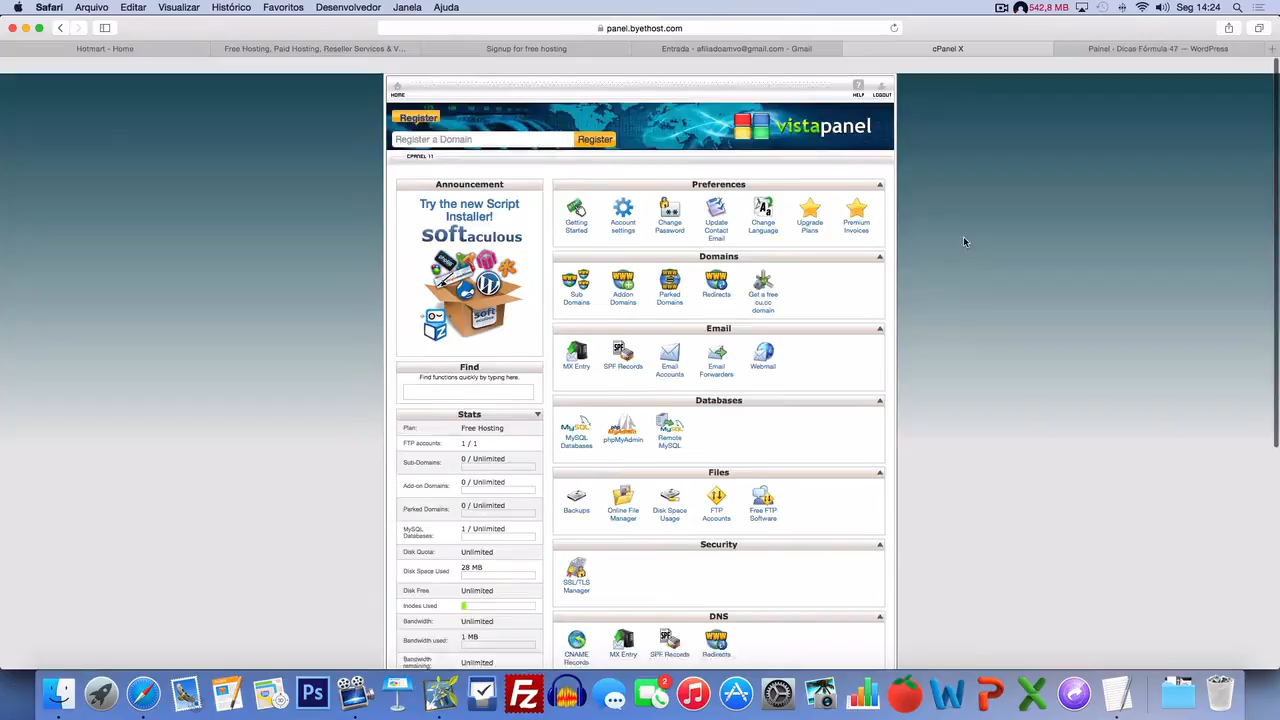 Safari Arquivo Editar Visualizar Histórico Favoritos Desenvolvedor Janela Ajuda
542,8 MB Seg 14:24
panel.byethost.com
Hotmart - Home
Free Hosting, Paid Hosting, Reseller Services & V...
Signup for free hosting
Entrada - afiliadoamvo@gmail.com - Gmail
cPanel X
Painel ‹ Dicas Fórmula 47 — WordPress
HOME
HELP
LOGOUT
Register
Register a Domain
Register
vistapanel
CPANEL 11
Announcement
Try the new Script
Installer!
softaculous
soft
aculous
Find
Find functions quickly by typing here.
Stats
Plan: Free Hosting
FTP accounts: 1 / 1
Sub-Domains: 0 / Unlimited
Add-on Domains: 0 / Unlimited
Parked Domains: 0 / Unlimited
MySQL
Databases:
1 / Unlimited
Disk Quota: Unlimited
Disk Space Used 28 MB
Disk Free Unlimited
Inodes Used
Bandwidth: Unlimited
Bandwidth used: 1 MB
Bandwidth
remaining:
Unlimited
Preferences
Getting
Started
Account
settings
Change
Password
Update
Contact
Email
Change
Language
Upgrade
Plans
Premium
Invoices
Domains
Sub
Domains
Addon
Domains
Parked
Domains
Redirects
Get a free
cu.cc
domain
Email
MX Entry
SPF Records
Email
Accounts
Email
Forwarders
Webmail
Databases
MySQL
Databases
phpMyAdmin
Remote
MySQL
Files
Backups
Online File
Manager
Disk Space
Usage
FTP
Accounts
Free FTP
Software
Security
SSL/TLS
Manager
DNS
CNAME
Records
MX Entry
SPF Records
Redirects
Ps
Fz
2